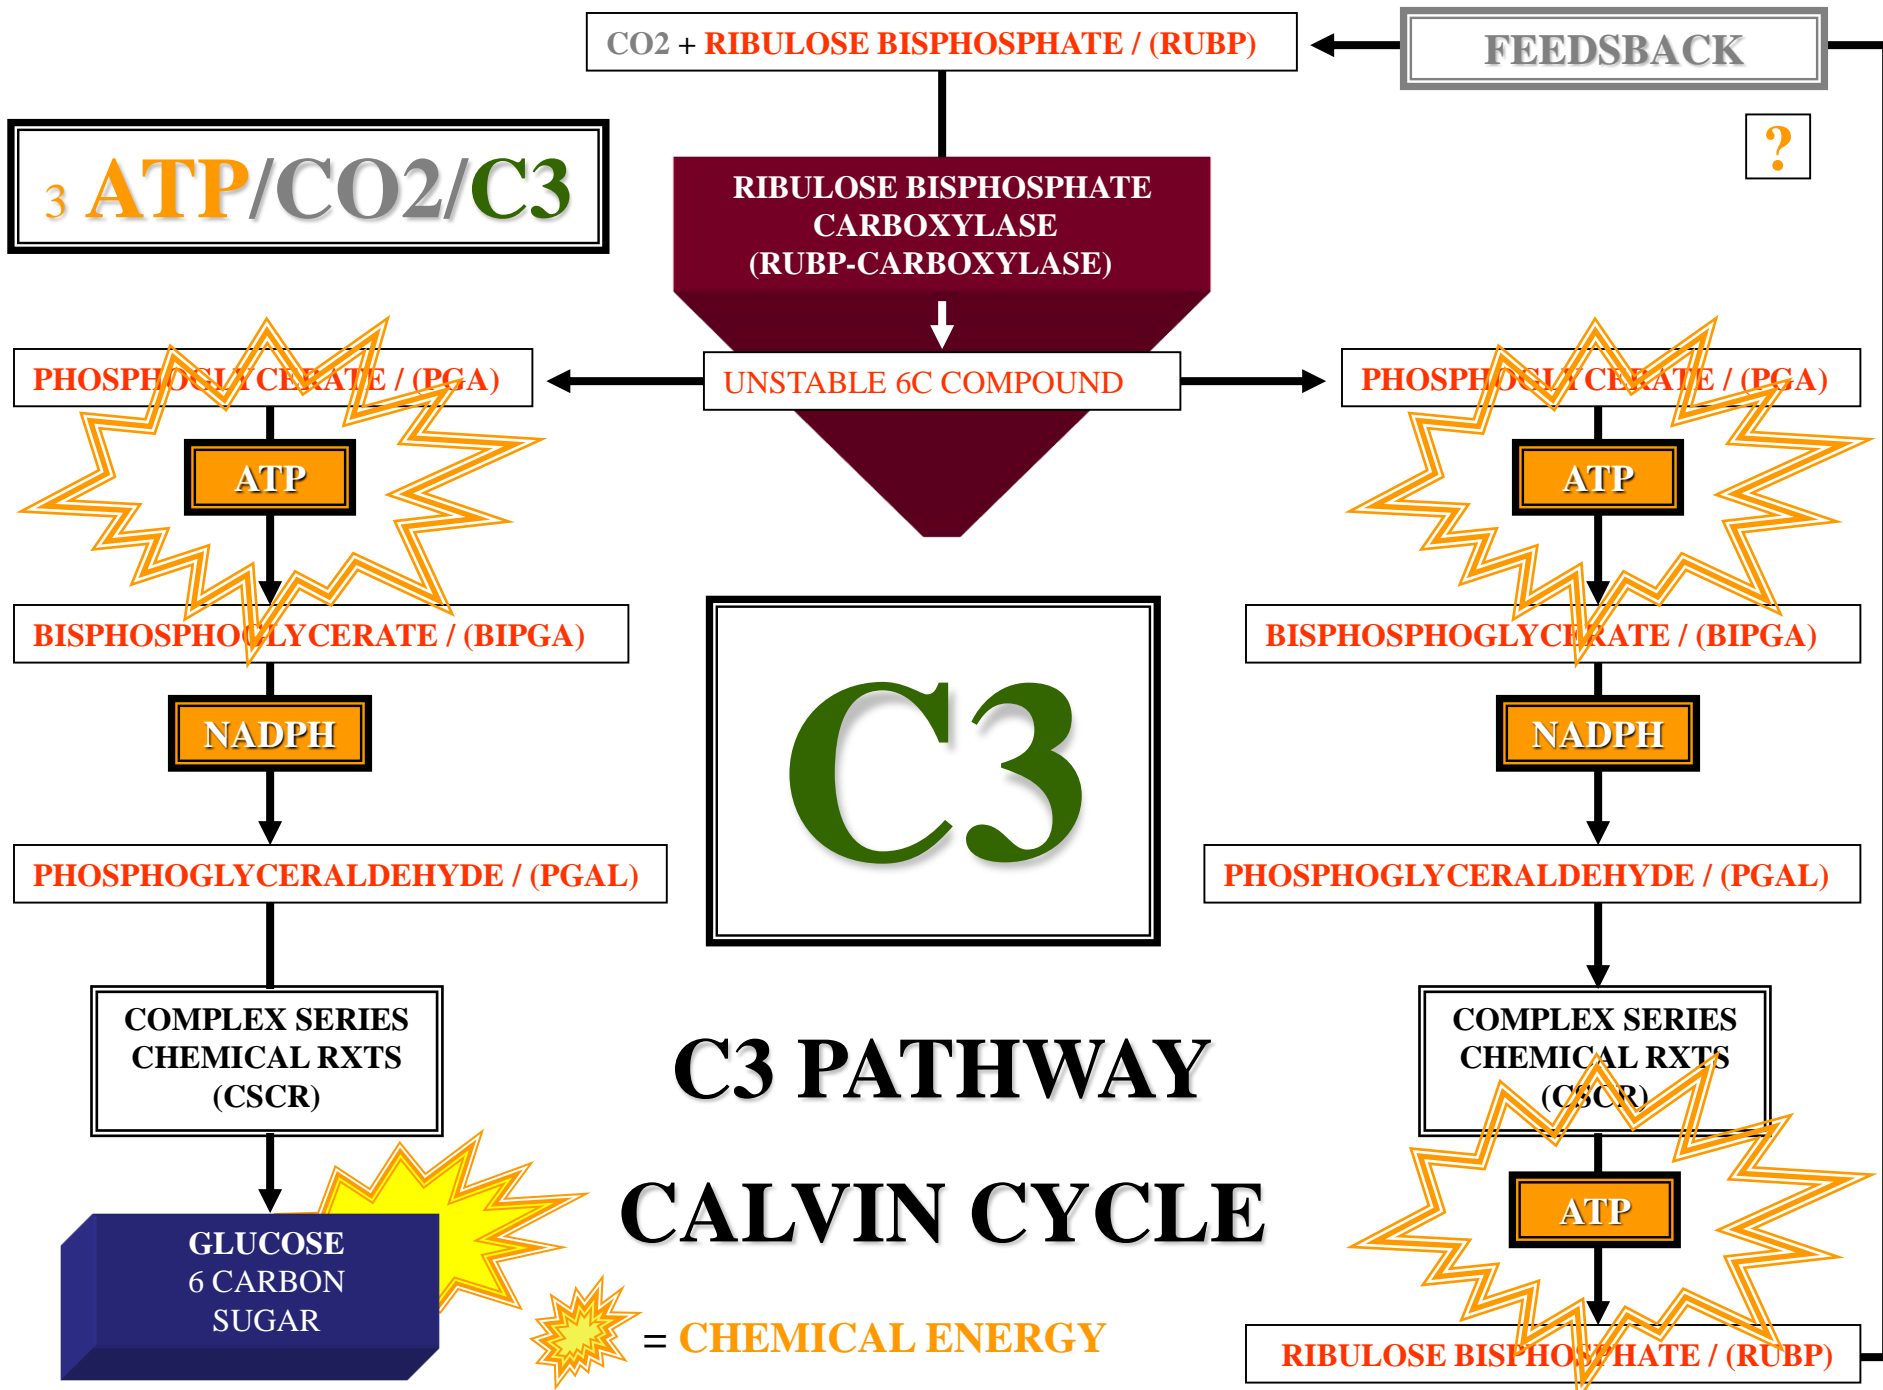 CO2 + RIBULOSE BISPHOSPHATE / (RUBP)
FEEDSBACK
?
3 ATP/CO2/C3
RIBULOSE BISPHOSPHATE
CARBOXYLASE
(RUBP-CARBOXYLASE)
PHOSPHOGLYCERATE / (PGA)
UNSTABLE 6C COMPOUND
PHOSPHOGLYCERATE / (PGA)
ATP
ATP
BISPHOSPHOGLYCERATE / (BIPGA)
BISPHOSPHOGLYCERATE / (BIPGA)
NADPH
NADPH
C3
PHOSPHOGLYCERALDEHYDE / (PGAL)
PHOSPHOGLYCERALDEHYDE / (PGAL)
COMPLEX SERIES
CHEMICAL RXTS
(CSCR)
COMPLEX SERIES
CHEMICAL RXTS
(CSCR)
C3 PATHWAY
CALVIN CYCLE
ATP
GLUCOSE
6 CARBON
SUGAR
= CHEMICAL ENERGY
RIBULOSE BISPHOSPHATE / (RUBP)